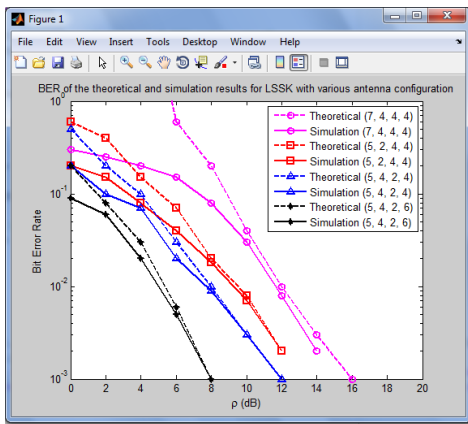 Figure 1
File Edit View Insert Tools Desktop Window Help
BER of the theoretical and simulation results for LSSK with various antenna configuration
10^0
10^-1
10^-2
10^-3
Bit Error Rate
0 2 4 6 8 10 12 14 16 18 20
ρ (dB)
Theoretical (7, 4, 4, 4)
Simulation (7, 4, 4, 4)
Theoretical (5, 2, 4, 4)
Simulation (5, 2, 4, 4)
Theoretical (5, 4, 2, 4)
Simulation (5, 4, 2, 4)
Theoretical (5, 4, 2, 6)
Simulation (5, 4, 2, 6)